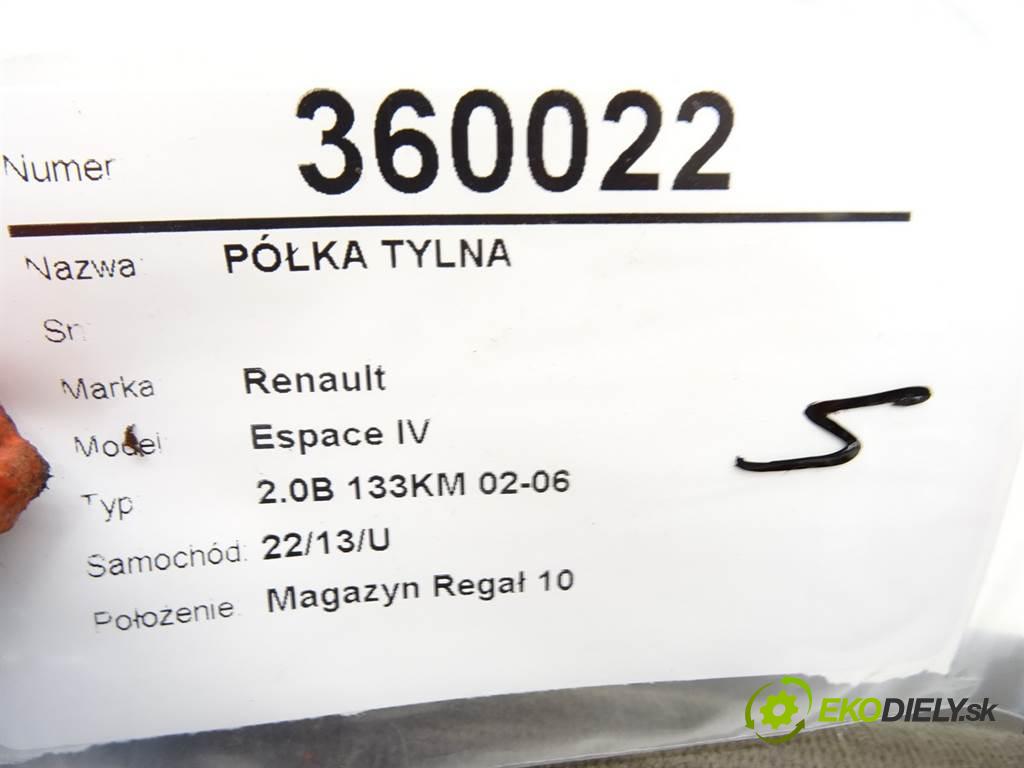 Numer 360022
Nazwa: PÓŁKA TYLNA
Sn:
Marka Renault
Model Espace IV
Typ 2.0B 133KM 02-06
Samochód: 22/13/U
Położenie: Magazyn Regał 10
EKODIELY.sk